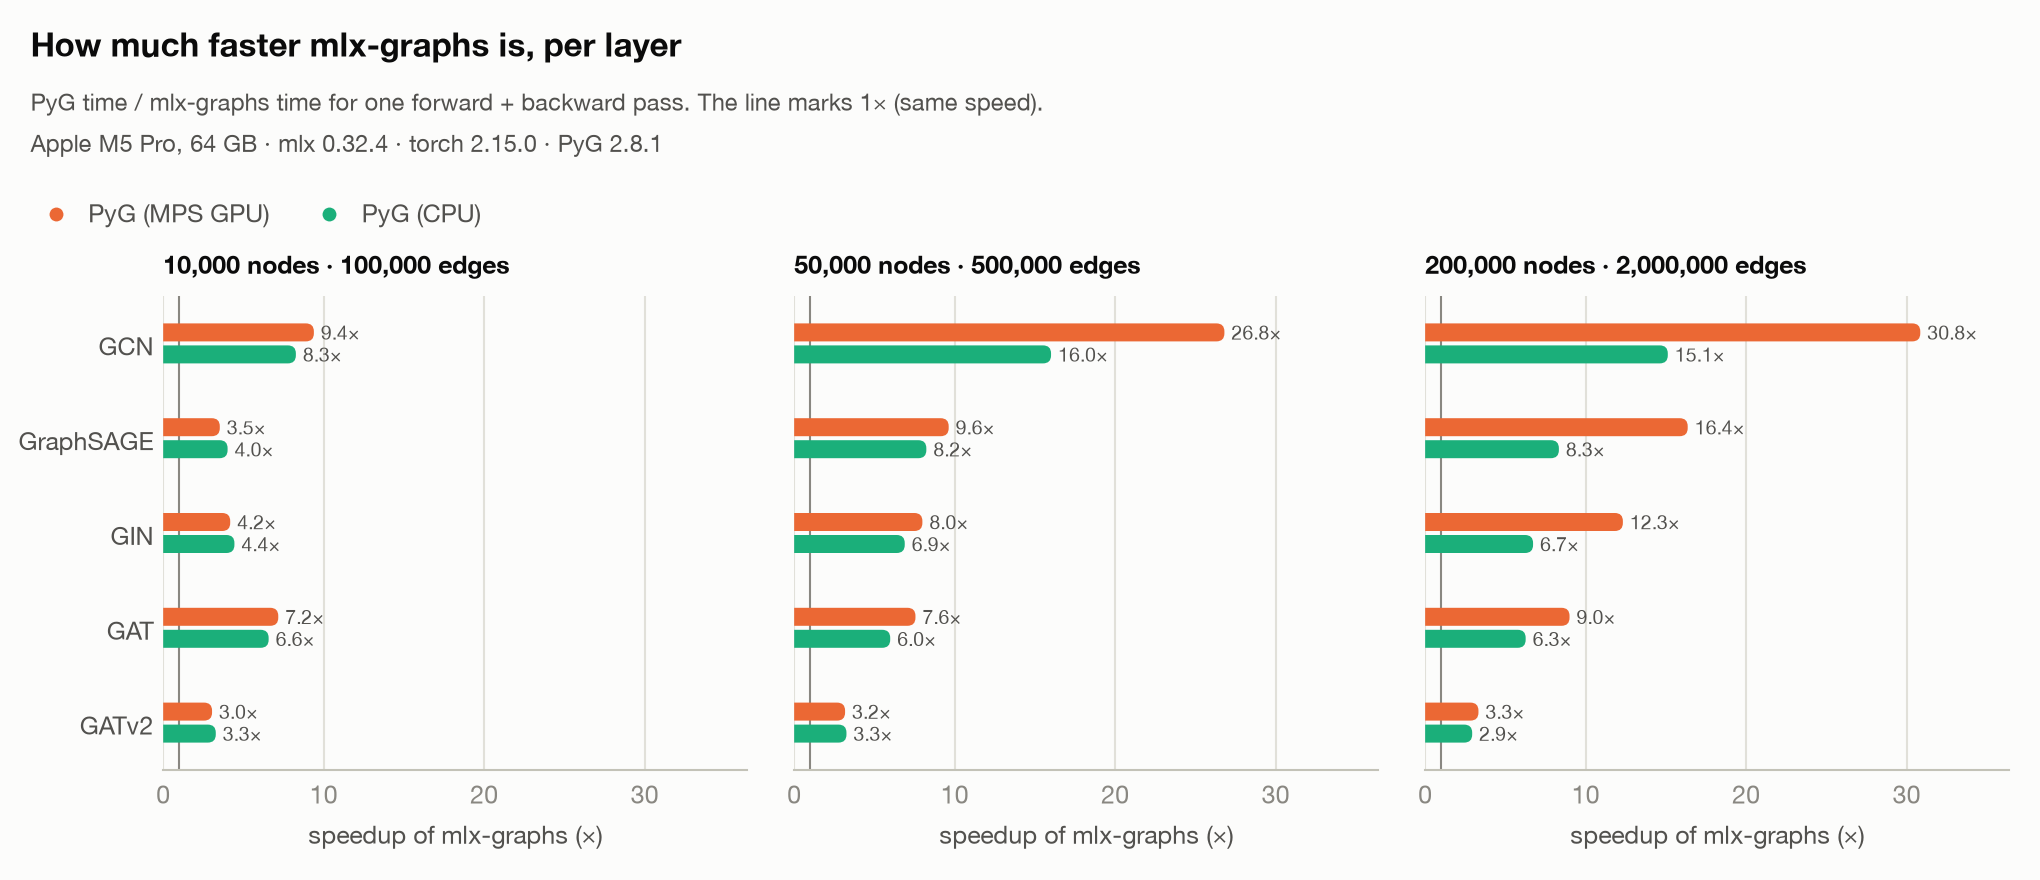 How much faster mlx-graphs is, per layer
PyG time / mlx-graphs time for one forward + backward pass. The line marks 1× (same speed).
Apple M5 Pro, 64 GB · mlx 0.32.4 · torch 2.15.0 · PyG 2.8.1
PyG (MPS GPU) PyG (CPU)
10,000 nodes · 100,000 edges
GCN
9.4×
8.3×
GraphSAGE
3.5×
4.0×
GIN
4.2×
4.4×
GAT
7.2×
6.6×
GATv2
3.0×
3.3×
0 10 20 30
speedup of mlx-graphs (×)
50,000 nodes · 500,000 edges
26.8×
16.0×
9.6×
8.2×
8.0×
6.9×
7.6×
6.0×
3.2×
3.3×
0 10 20 30
speedup of mlx-graphs (×)
200,000 nodes · 2,000,000 edges
30.8×
15.1×
16.4×
8.3×
12.3×
6.7×
9.0×
6.3×
3.3×
2.9×
0 10 20 30
speedup of mlx-graphs (×)